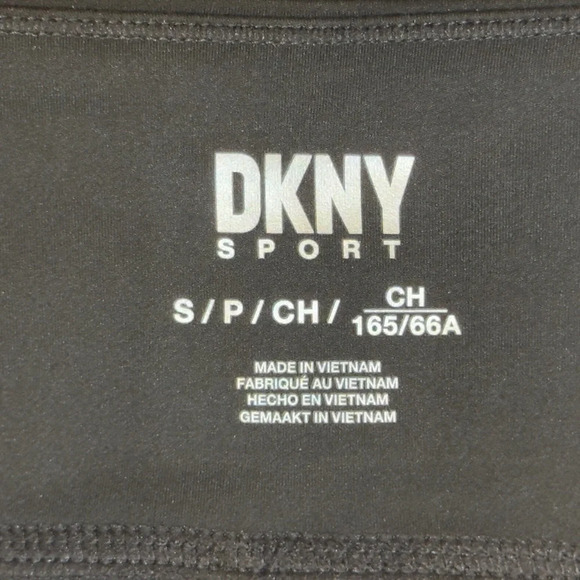 DKNY
SPORT
S / P / CH / CH
165/66A
MADE IN VIETNAM
FABRIQUÉ AU VIETNAM
HECHO EN VIETNAM
GEMAAKT IN VIETNAM